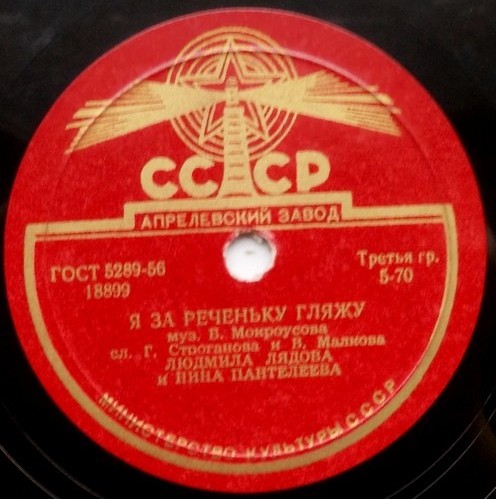 СССР
АПРЕЛЕВСКИЙ ЗАВОД
ГОСТ 5289-56
18899
Третья гр.
5-70
Я ЗА РЕЧЕНЬКУ ГЛЯЖУ
муз. Б. Мокроусова
сл. Г. Строганова и В. Малкова
ЛЮДМИЛА ЛЯДОВА
и НИНА ПАНТЕЛЕЕВА
МИНИСТЕРСТВО КУЛЬТУРЫ СССР